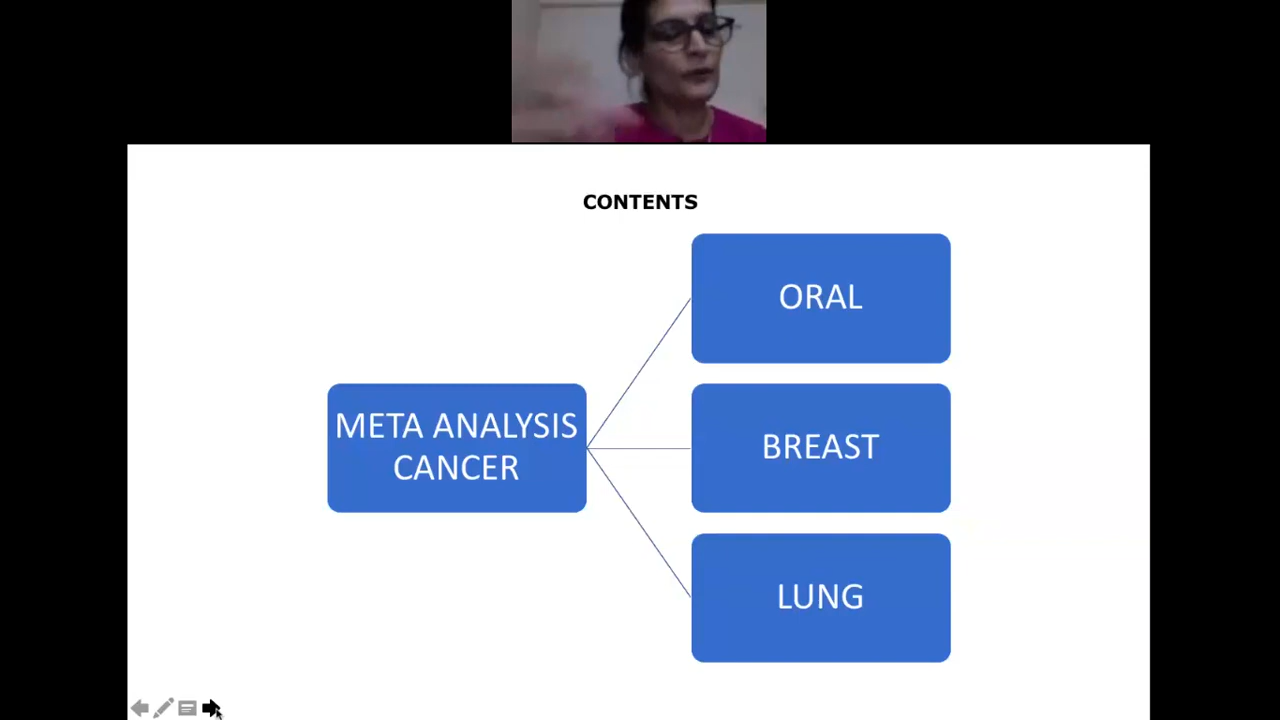 CONTENTS
META ANALYSIS
CANCER
ORAL
BREAST
LUNG